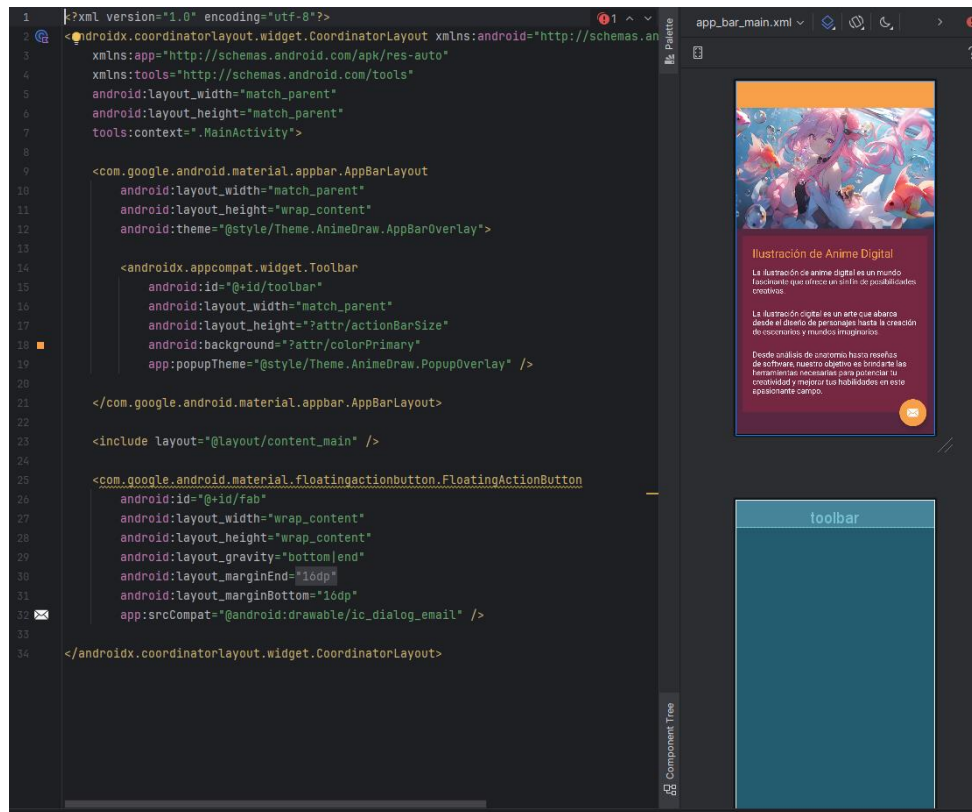 1 <?xml version="1.0" encoding="utf-8"?>
1
2 <androidx.coordinatorlayout.widget.CoordinatorLayout xmlns:android="http://schemas.an
3 xmlns:app="http://schemas.android.com/apk/res-auto"
4 xmlns:tools="http://schemas.android.com/tools"
5 android:layout_width="match_parent"
6 android:layout_height="match_parent"
7 tools:context=".MainActivity">
8
9 <com.google.android.material.appbar.AppBarLayout
10 android:layout_width="match_parent"
11 android:layout_height="wrap_content"
12 android:theme="@style/Theme.AnimeDraw.AppBarOverlay">
13
14 <androidx.appcompat.widget.Toolbar
15 android:id="@+id/toolbar"
16 android:layout_width="match_parent"
17 android:layout_height="?attr/actionBarSize"
18 android:background="?attr/colorPrimary"
19 app:popupTheme="@style/Theme.AnimeDraw.PopupOverlay" />
20
21 </com.google.android.material.appbar.AppBarLayout>
22
23 <include layout="@layout/content_main" />
24
25 <com.google.android.material.floatingactionbutton.FloatingActionButton
26 android:id="@+id/fab"
27 android:layout_width="wrap_content"
28 android:layout_height="wrap_content"
29 android:layout_gravity="bottom|end"
30 android:layout_marginEnd="16dp"
31 android:layout_marginBottom="16dp"
32 app:srcCompat="@android:drawable/ic_dialog_email" />
33
34 </androidx.coordinatorlayout.widget.CoordinatorLayout>
Palette
Component Tree
app_bar_main.xml
Ilustración de Anime Digital
La ilustración de anime digital es un mundo
fascinante que ofrece un sinfín de posibilidades
creativas.
La ilustración digital es un arte que abarca
desde el diseño de personajes hasta la creación
de escenarios y mundos imaginarios.
Desde análisis de anatomía hasta reseñas
de software, nuestro objetivo es brindarte las
herramientas necesarias para potenciar tu
creatividad y mejorar tus habilidades en este
apasionante campo.
toolbar